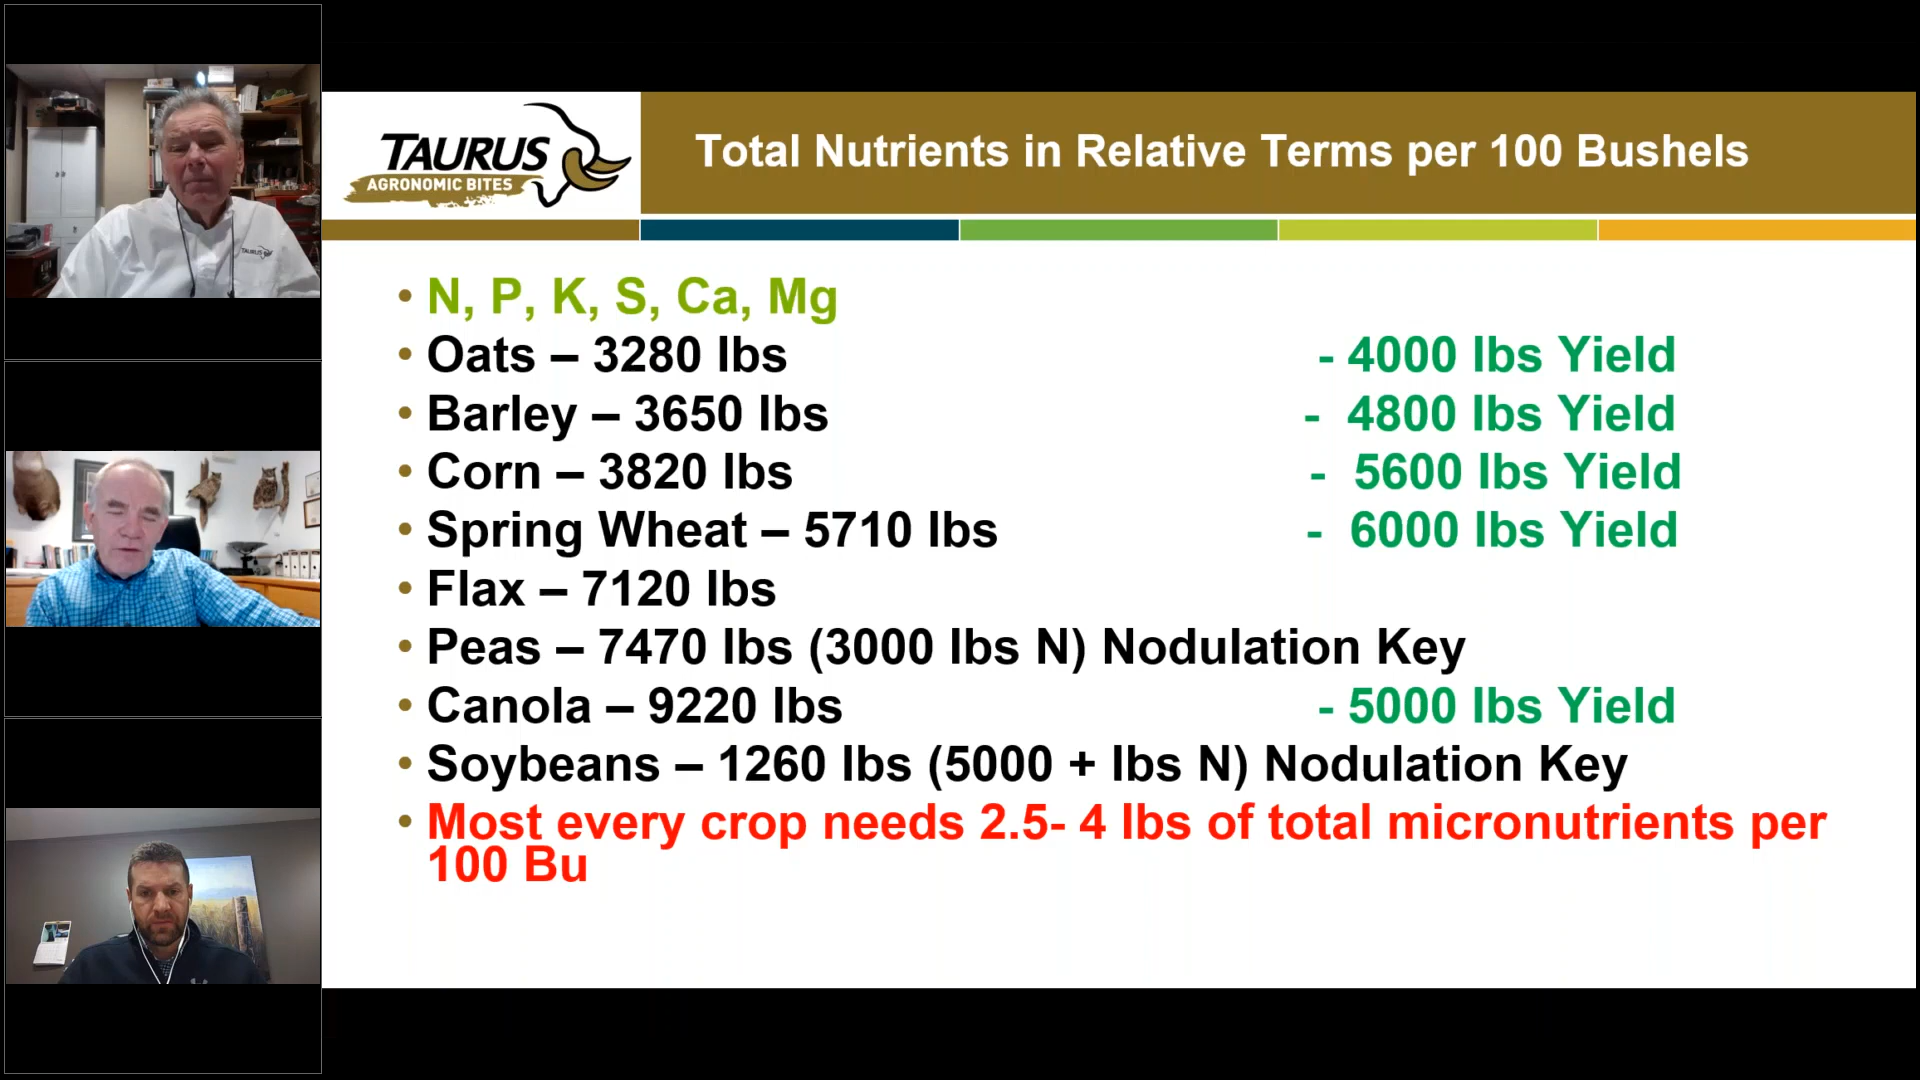 TAURUS
AGRONOMIC BITES
Total Nutrients in Relative Terms per 100 Bushels
• N, P, K, S, Ca, Mg
• Oats – 3280 lbs - 4000 lbs Yield
• Barley – 3650 lbs - 4800 lbs Yield
• Corn – 3820 lbs - 5600 lbs Yield
• Spring Wheat – 5710 lbs - 6000 lbs Yield
• Flax – 7120 lbs
• Peas – 7470 lbs (3000 lbs N) Nodulation Key
• Canola – 9220 lbs - 5000 lbs Yield
• Soybeans – 1260 lbs (5000 + lbs N) Nodulation Key
• Most every crop needs 2.5- 4 lbs of total micronutrients per
100 Bu
TAURUS